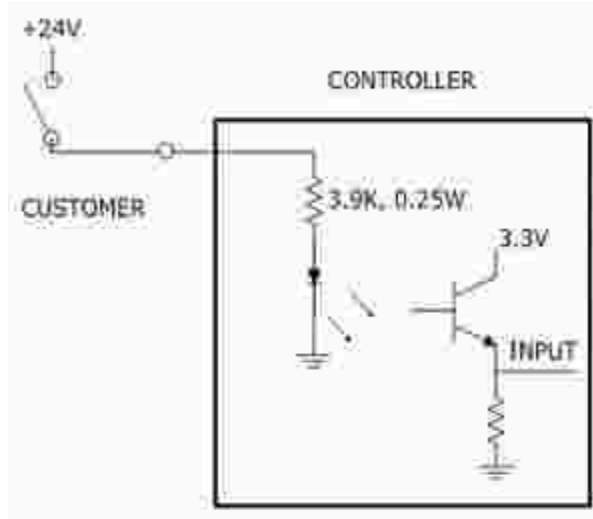 +24V
CONTROLLER
3.9K, 0.25W
CUSTOMER
3.3V
INPUT